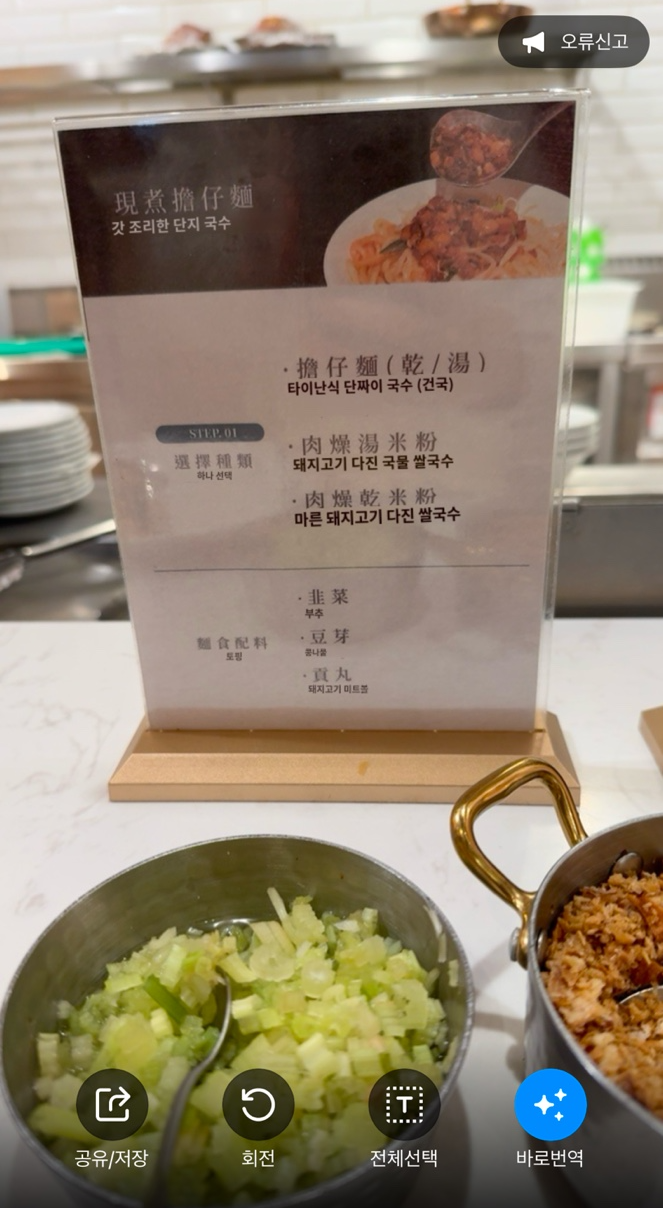 오류신고
現煮擔仔麵
갓 조리한 단지 국수
· 擔仔麵(乾/湯)
타이난식 단짜이 국수 (건국)
STEP. 01
選擇種類
하나 선택
· 肉燥湯米粉
돼지고기 다진 국물 쌀국수
· 肉燥乾米粉
마른 돼지고기 다진 쌀국수
麵食配料
토핑
· 韭菜
부추
· 豆芽
콩나물
· 貢丸
돼지고기 미트볼
공유/저장
회전
전체선택
바로번역